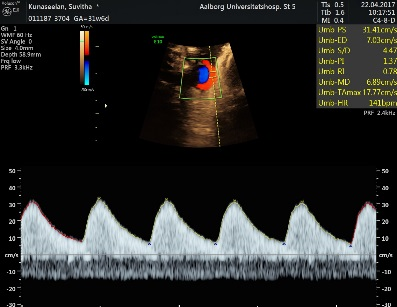 Kunaseelan, Suvitha
Aalborg Universitetshosp. St 5
TIs 0.5 22.04.2017
TIb 1.6 10:17:51
011187 3704 GA=31w6d
MI 0.4 C4-8-D
Gn 1
WMF 60 Hz
SV Angle 0
Size 4.0mm
Depth 58.9mm
Frq low
PRF 3.3kHz
Umb-PS 31.41cm/s
Umb-ED 7.03cm/s
Umb-S/D 4.47
Umb-PI 1.37
Umb-RI 0.78
Umb-MD 6.89cm/s
Umb-TAmax 17.77cm/s
Umb-HR 141bpm
PRF 2.4kHz
50 50
40 40
30 30
20 20
10 10
cm/s cm/s
-10 -10
-20 -20
-30 -30